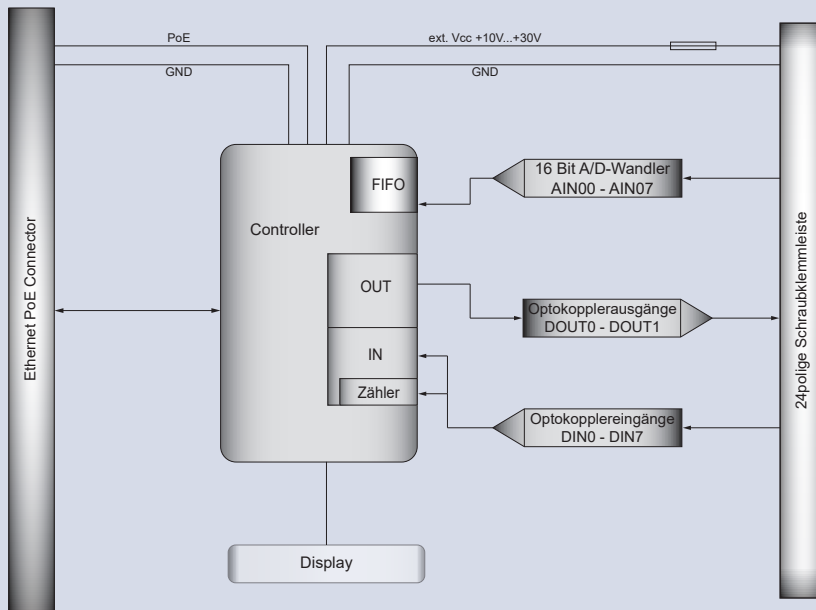 PoE
GND
ext. Vcc +10V...+30V
GND
Ethernet PoE Connector
Controller
FIFO
OUT
IN
Zähler
16 Bit A/D-Wandler
AIN00 - AIN07
Optokopplerausgänge
DOUT0 - DOUT1
Optokopplereingänge
DIN0 - DIN7
24polige Schraubklemmleiste
Display